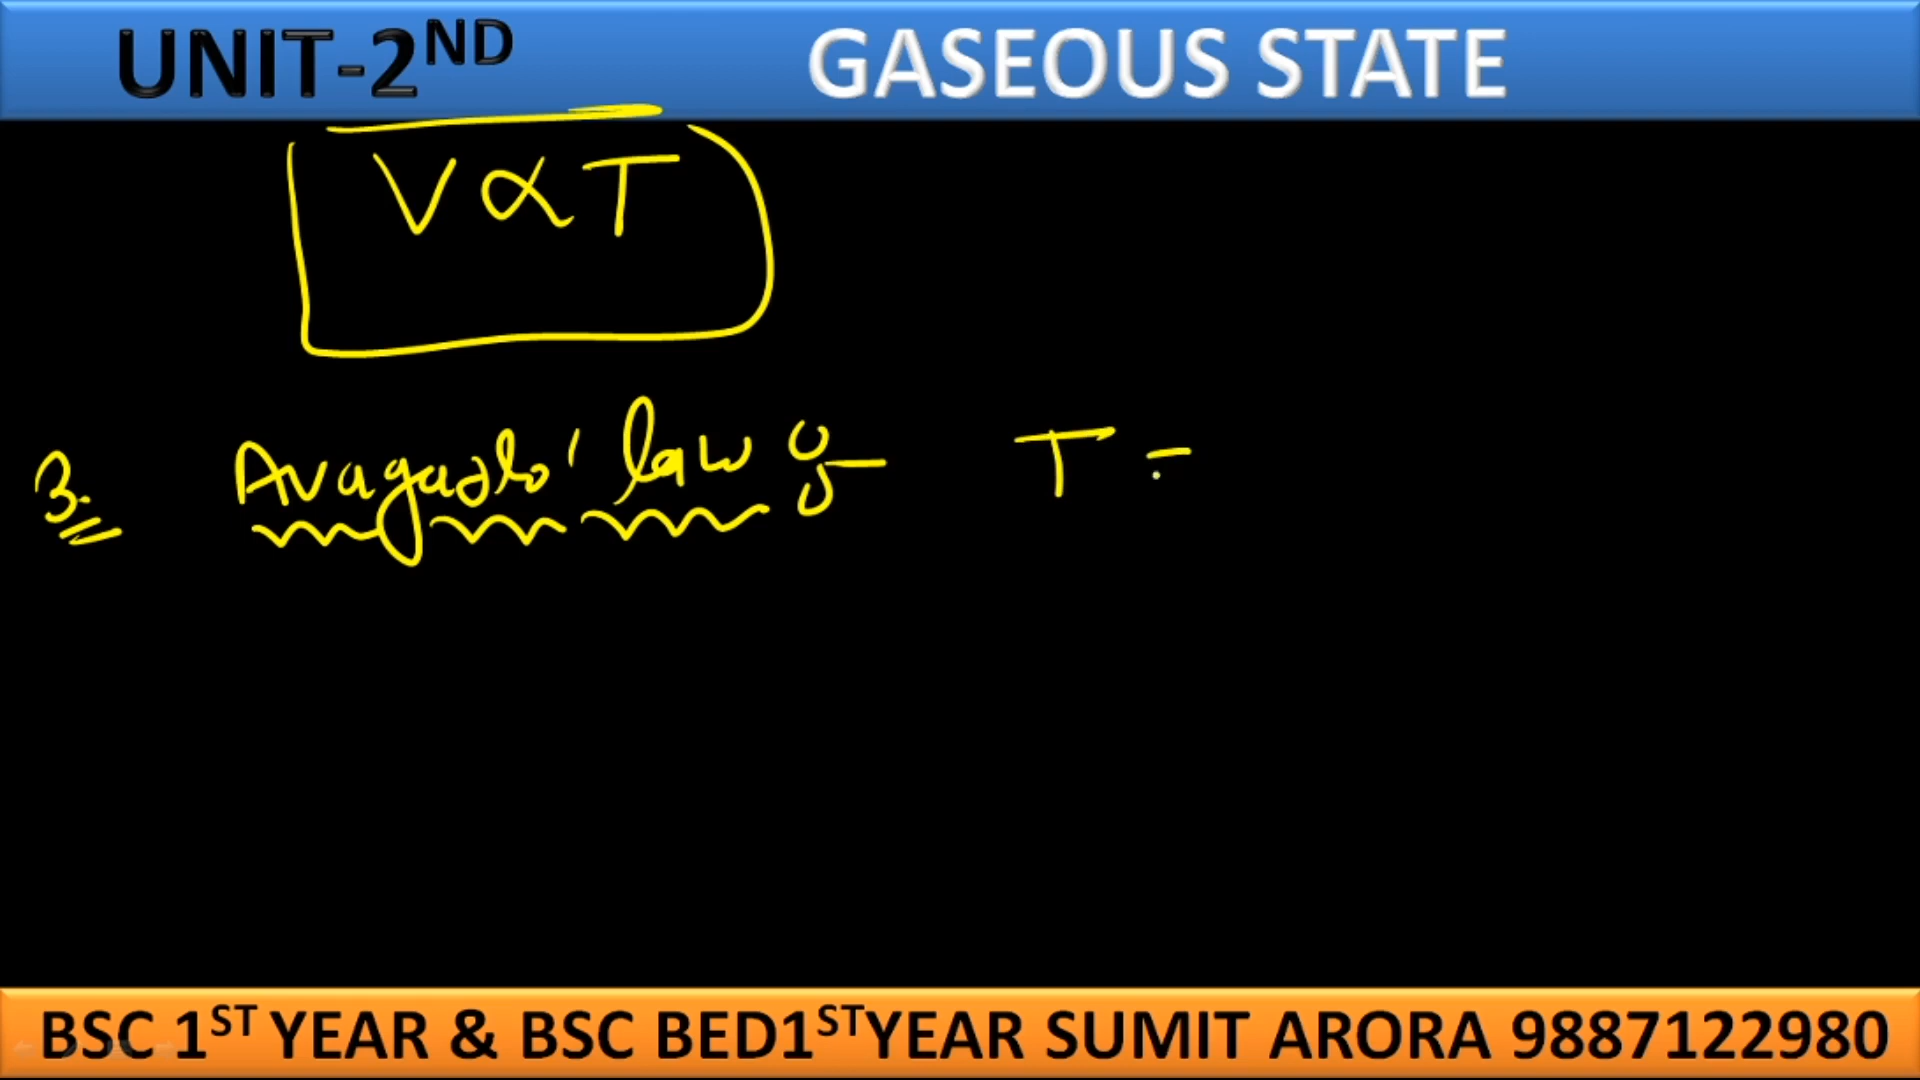 UNIT-2ND GASEOUS STATE
V ∝ T
3. Avagadro' law :- T =
BSC 1ST YEAR & BSC BED1STYEAR SUMIT ARORA 9887122980